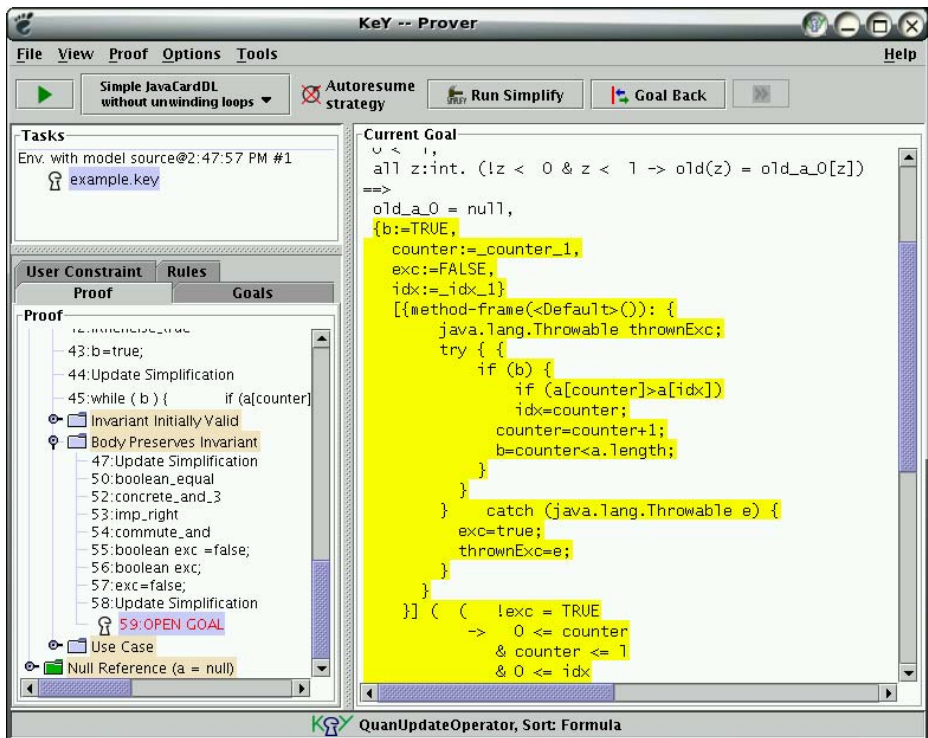 KeY -- Prover
File View Proof Options Tools Help
Simple JavaCardDL
without unwinding loops
Autoresume
strategy
Run Simplify
Goal Back
Tasks
Env. with model source@2:47:57 PM #1
example.key
User Constraint Rules
Proof Goals
Proof
43:b=true;
44:Update Simplification
45:while ( b ) { if (a[counter]
Invariant Initially Valid
Body Preserves Invariant
47:Update Simplification
50:boolean_equal
52:concrete_and_3
53:imp_right
54:commute_and
55:boolean exc =false;
56:boolean exc;
57:exc=false;
58:Update Simplification
59:OPEN GOAL
Use Case
Null Reference (a = null)
Current Goal
all z:int. (!z < 0 & z < l -> old(z) = old_a_0[z])
==>
old_a_0 = null,
{b:=TRUE,
counter:=_counter_1,
exc:=FALSE,
idx:=_idx_1}
[{method-frame(<Default>()): {
java.lang.Throwable thrownExc;
try { {
if (b) {
if (a[counter]>a[idx])
idx=counter;
counter=counter+1;
b=counter<a.length;
}
}
} catch (java.lang.Throwable e) {
exc=true;
thrownExc=e;
}
}
}] ( ( !exc = TRUE
-> 0 <= counter
& counter <= l
& 0 <= idx
KeY QuanUpdateOperator, Sort: Formula